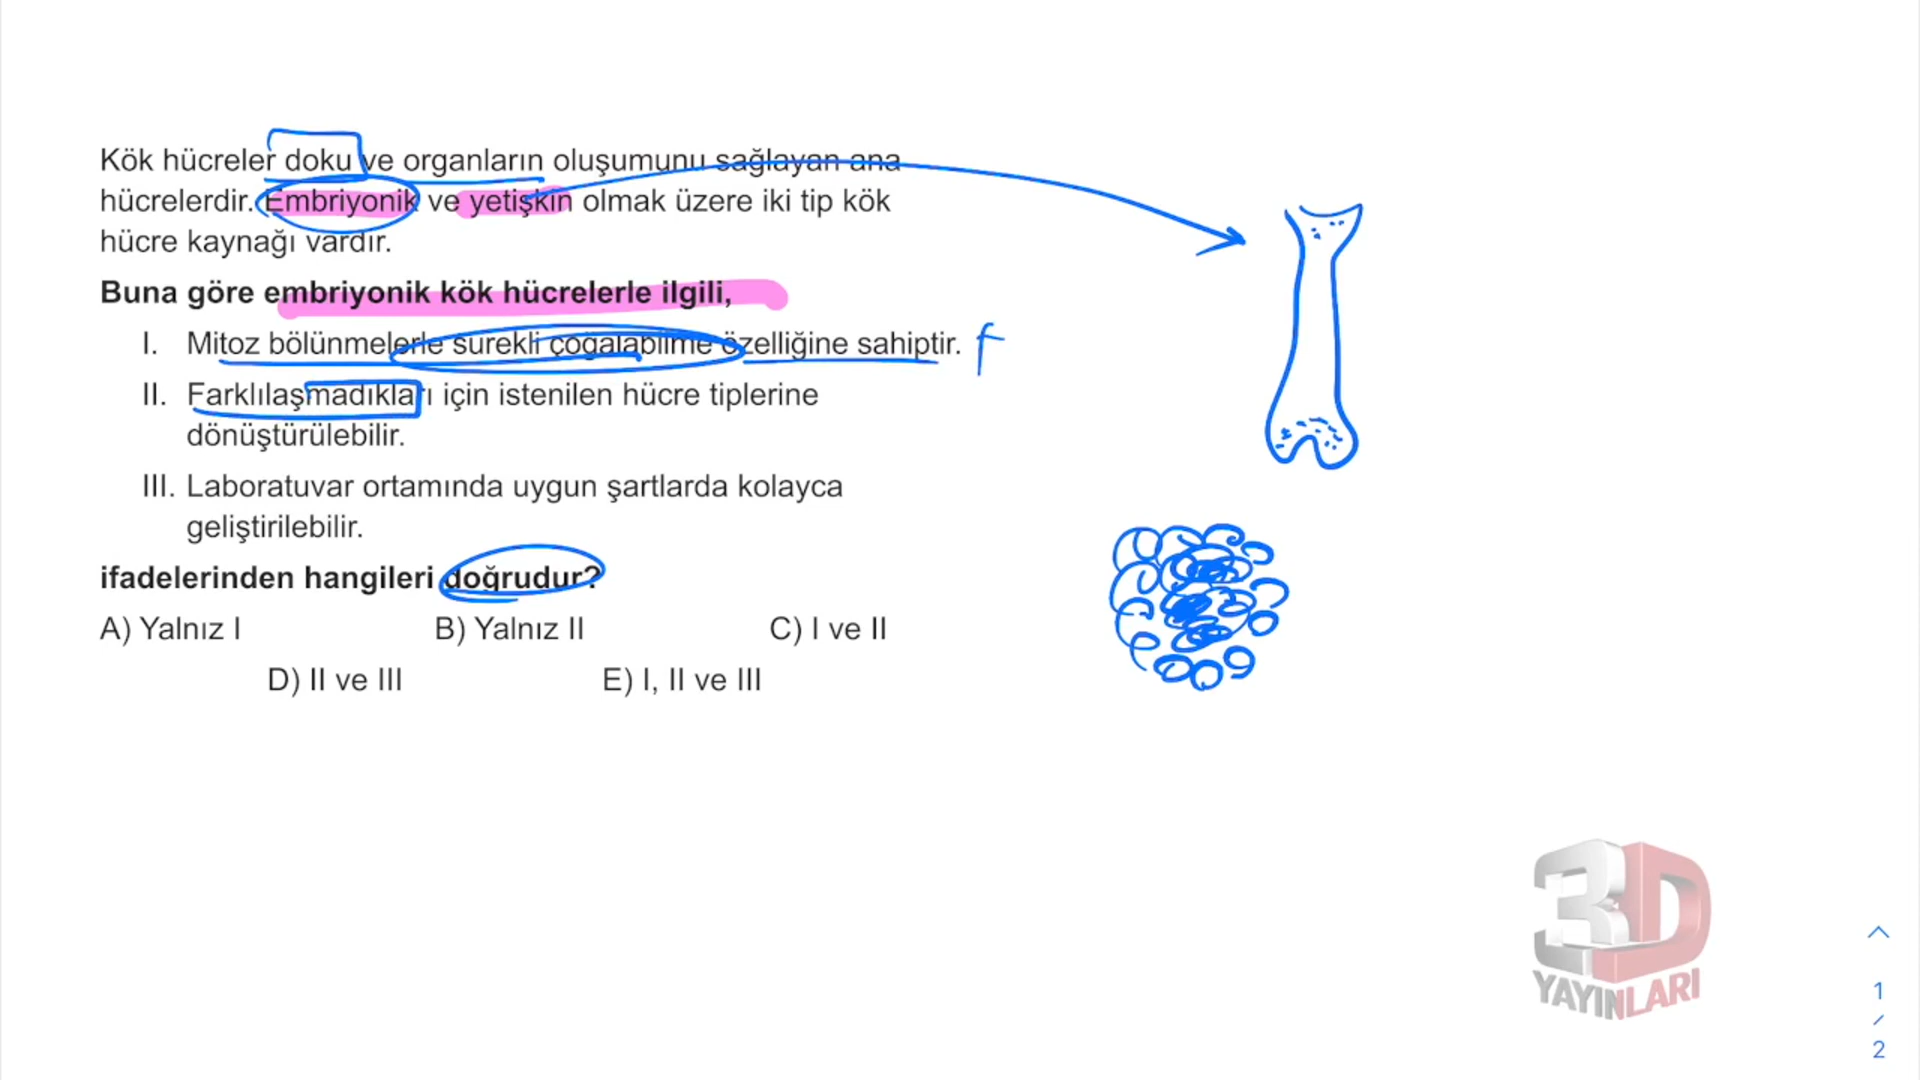 Kök hücreler doku ve organların oluşumunu sağlayan ana
hücrelerdir. Embriyonik ve yetişkin olmak üzere iki tip kök
hücre kaynağı vardır.
Buna göre embriyonik kök hücrelerle ilgili,
I. Mitoz bölünmelerle sürekli çoğalabilme özelliğine sahiptir.
II. Farklılaşmadıkları için istenilen hücre tiplerine
dönüştürülebilir.
III. Laboratuvar ortamında uygun şartlarda kolayca
geliştirilebilir.
ifadelerinden hangileri doğrudur?
A) Yalnız I B) Yalnız II C) I ve II
D) II ve III E) I, II ve III
3D
YAYINLARI
1
/
2